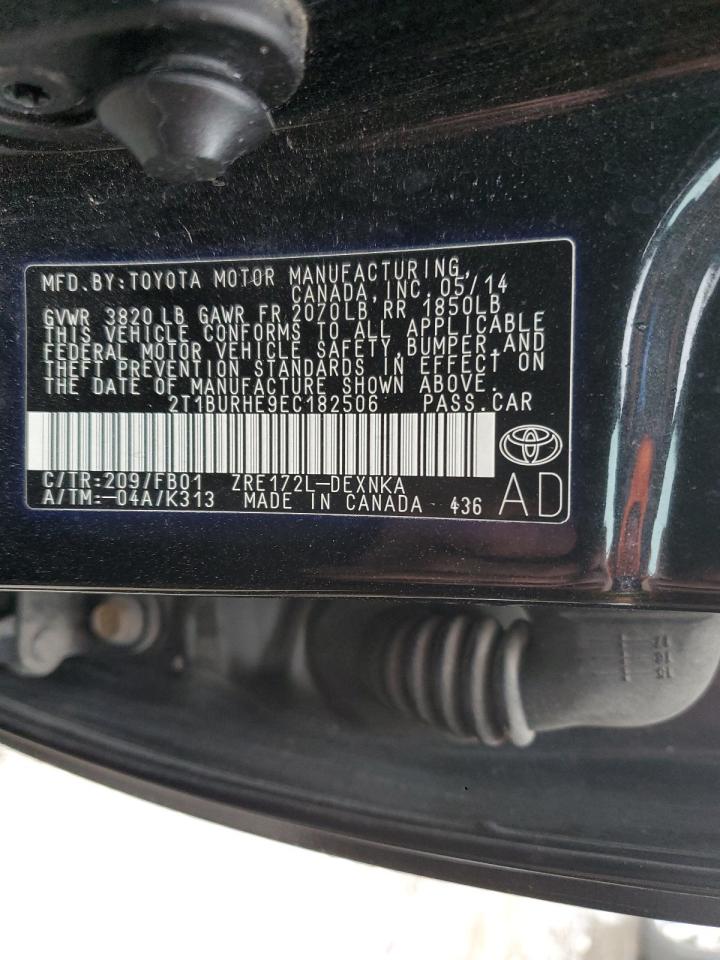 MFD.BY:TOYOTA MOTOR MANUFACTURING,
CANADA,INC.05/14
GVWR 3820 LB GAWR FR 2070LB RR 1850LB
THIS VEHICLE CONFORMS TO ALL APPLICABLE
FEDERAL MOTOR VEHICLE SAFETY,BUMPER,AND
THEFT PREVENTION STANDARDS IN EFFECT ON
THE DATE OF MANUFACTURE SHOWN ABOVE.
2T1BURHE9EC182506 PASS.CAR
C/TR:209/FB01 ZRE172L-DEXNKA
A/TM:-04A/K313 MADE IN CANADA 436
AD